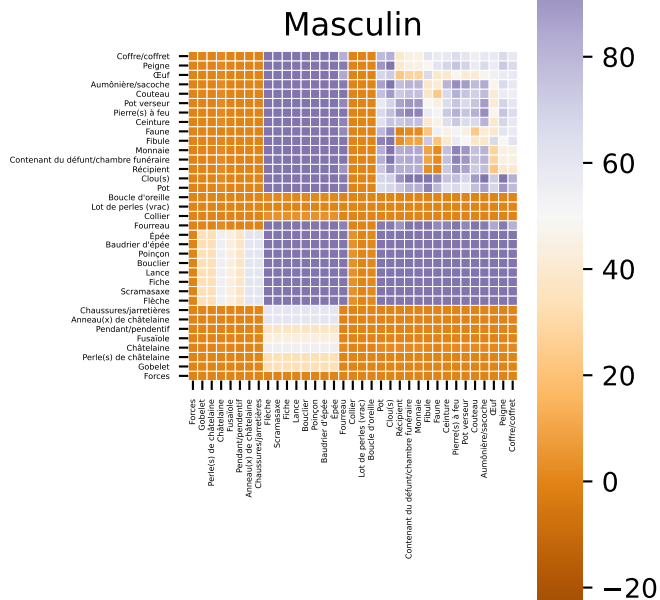 Masculin
Coffre/coffret
Peigne
Œuf
Aumônière/sacoche
Couteau
Pot verseur
Pierre(s) à feu
Ceinture
Faune
Fibule
Monnaie
Contenant du défunt/chambre funéraire
Récipient
Clou(s)
Pot
Boucle d'oreille
Lot de perles (vrac)
Collier
Fourreau
Épée
Baudrier d'épée
Poinçon
Bouclier
Lance
Fiche
Scramasaxe
Flèche
Chaussures/jarretières
Anneau(x) de châtelaine
Pendant/pendentif
Fusaïole
Châtelaine
Perle(s) de châtelaine
Gobelet
Forces
Forces
Gobelet
Perle(s) de châtelaine
Châtelaine
Fusaïole
Pendant/pendentif
Anneau(x) de châtelaine
Chaussures/jarretières
Flèche
Scramasaxe
Fiche
Lance
Bouclier
Poinçon
Baudrier d'épée
Épée
Fourreau
Collier
Lot de perles (vrac)
Boucle d'oreille
Pot
Clou(s)
Récipient
Contenant du défunt/chambre funéraire
Monnaie
Fibule
Faune
Ceinture
Pierre(s) à feu
Pot verseur
Couteau
Aumônière/sacoche
Œuf
Peigne
Coffre/coffret
80
60
40
20
0
−20